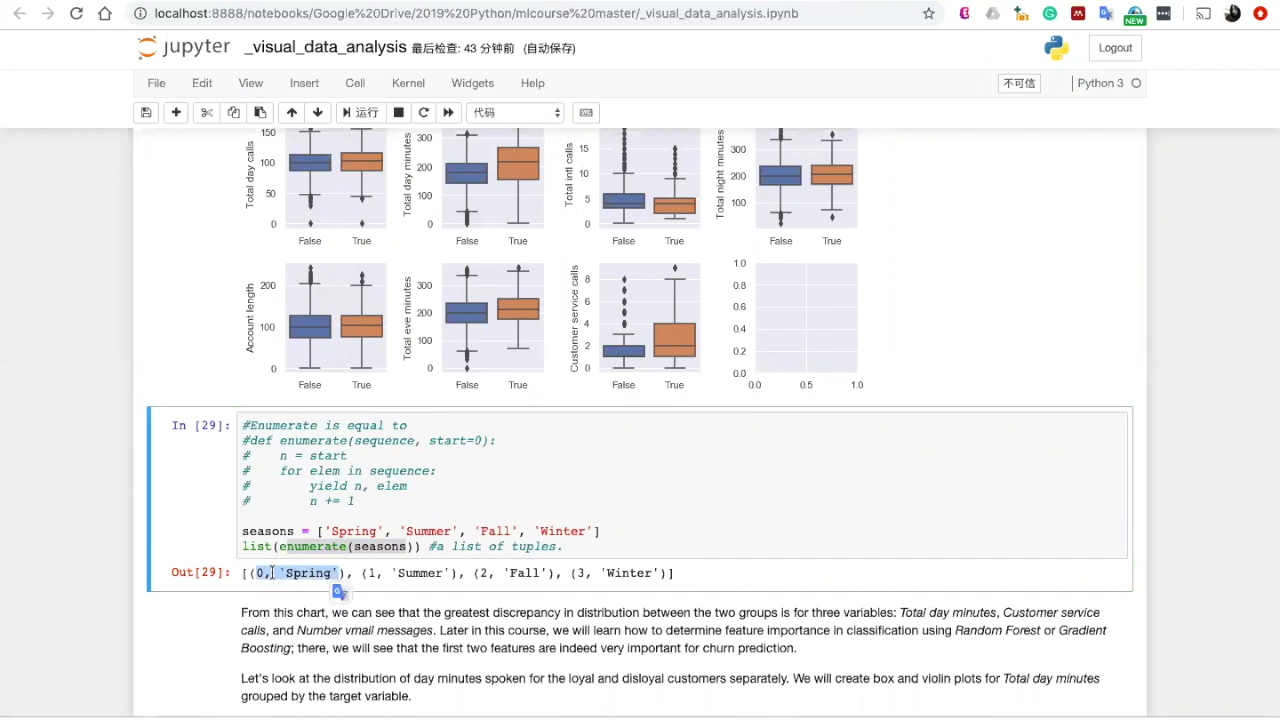 localhost:8888/notebooks/Google%20Drive/2%20-%20Python/mlcourse%20master/_visual_data_analysis.ipynb
NEW
jupyter _visual_data_analysis 最后检查: 43 分钟前 (自动保存)
Logout
File Edit View Insert Cell Kernel Widgets Help
不可信
Python 3
运行
代码
Total day calls
150
100
50
0
False True
Total day minutes
300
200
100
0
False True
Total intl calls
15
10
5
0
False True
Total night minutes
300
200
100
False True
Account length
200
100
0
False True
Total eve minutes
300
200
100
0
False True
Customer service calls
8
6
4
2
0
False True
1.0
0.8
0.6
0.4
0.2
0.0
0.0 0.5 1.0
In [29]:
#Enumerate is equal to
#def enumerate(sequence, start=0):
#    n = start
#    for elem in sequence:
#        yield n, elem
#        n += 1
seasons = ['Spring', 'Summer', 'Fall', 'Winter']
list(enumerate(seasons)) #a list of tuples.
Out[29]: [(0, 'Spring'), (1, 'Summer'), (2, 'Fall'), (3, 'Winter')]
From this chart, we can see that the greatest discrepancy in distribution between the two groups is for three variables: Total day minutes, Customer service
calls, and Number vmail messages. Later in this course, we will learn how to determine feature importance in classification using Random Forest or Gradient
Boosting; there, we will see that the first two features are indeed very important for churn prediction.
Let's look at the distribution of day minutes spoken for the loyal and disloyal customers separately. We will create box and violin plots for Total day minutes
grouped by the target variable.